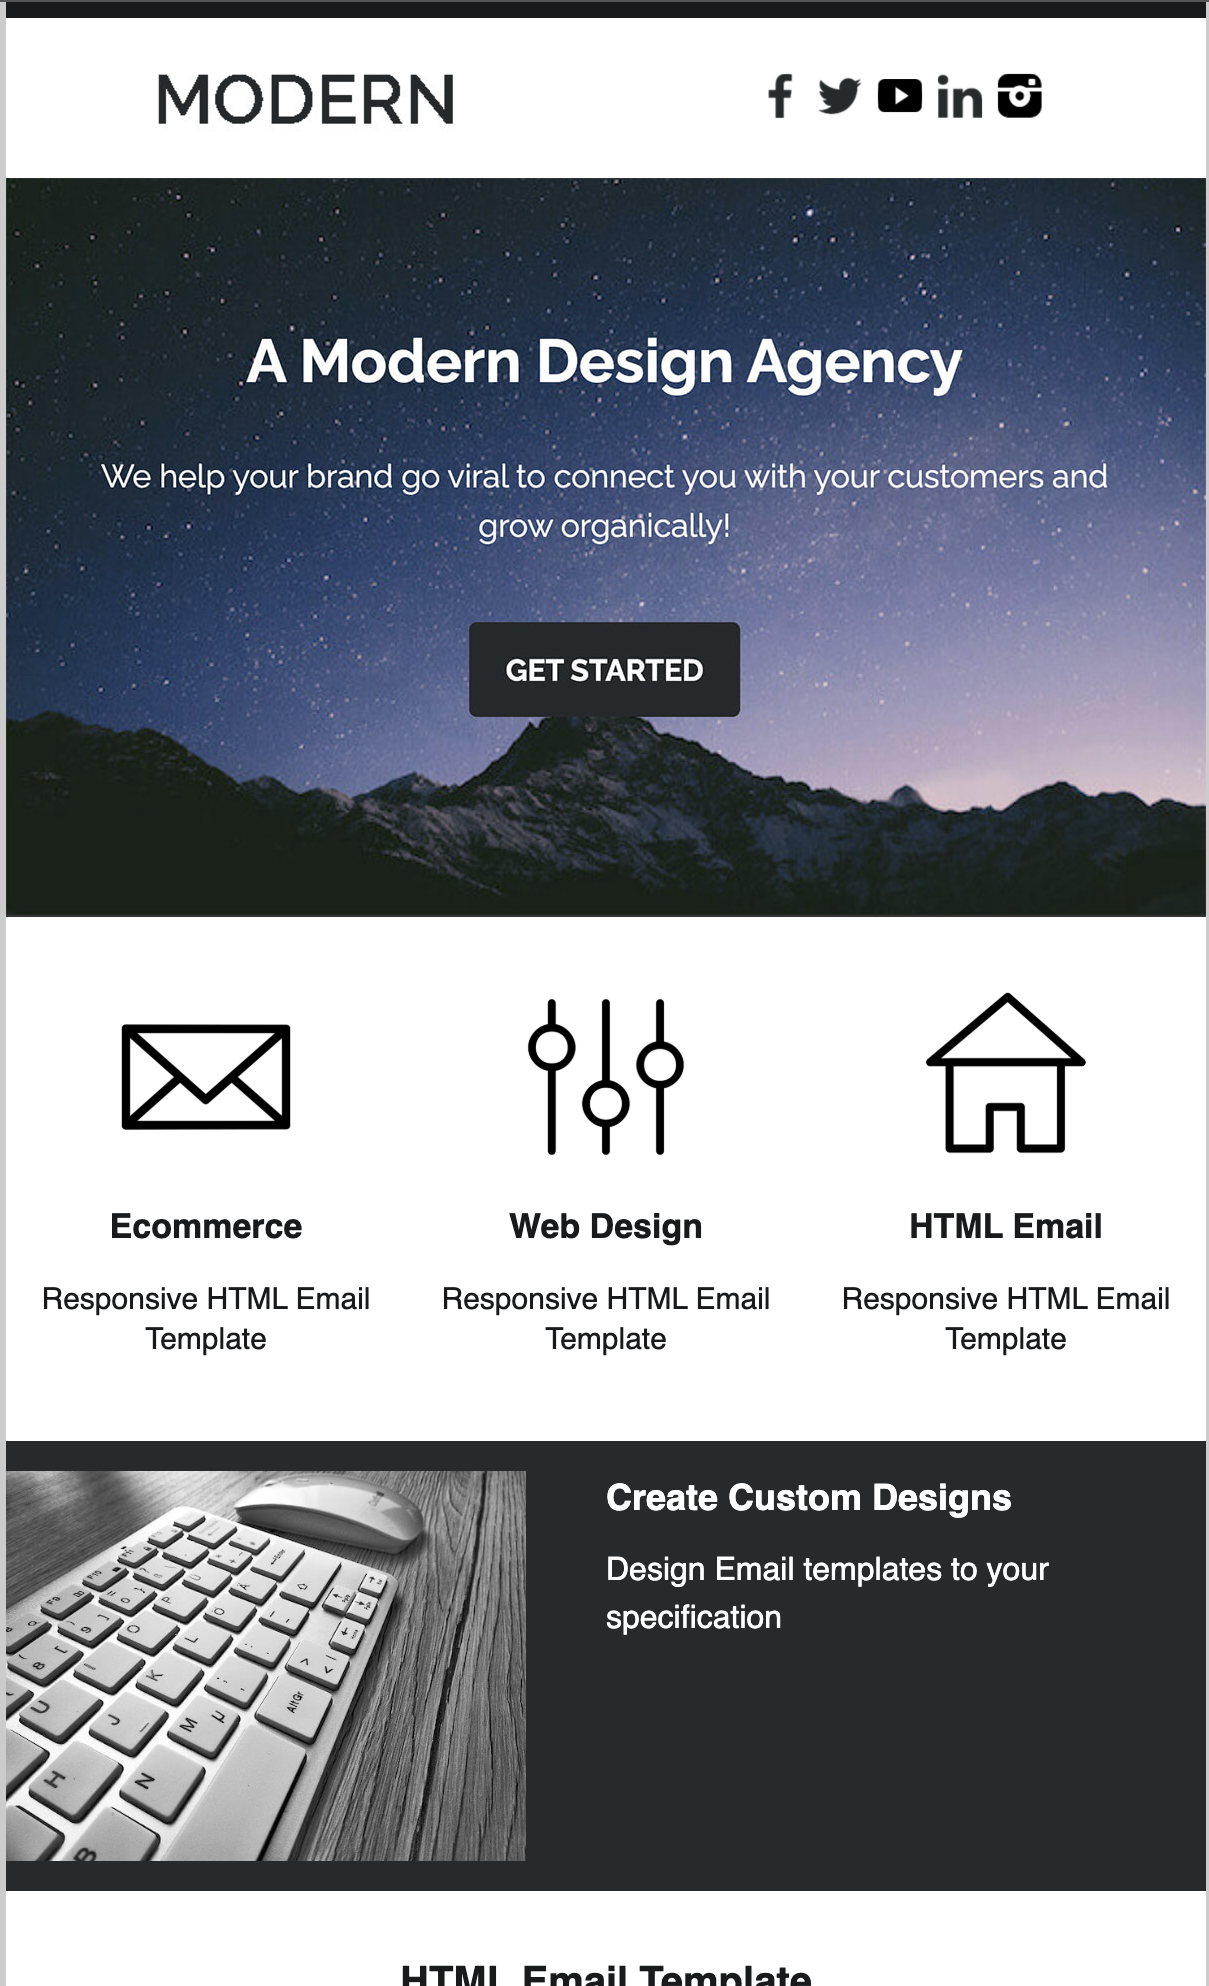 MODERN
A Modern Design Agency
We help your brand go viral to connect you with your customers and
grow organically!
GET STARTED
Ecommerce
Web Design
HTML Email
Responsive HTML Email
Template
Responsive HTML Email
Template
Responsive HTML Email
Template
Create Custom Designs
Design Email templates to your
specification
HTML Email Template